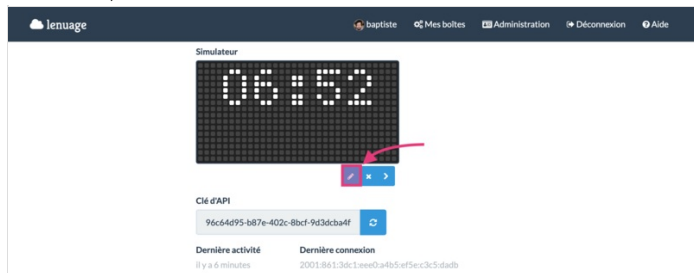 lenuage
baptiste Mes boîtes Administration Déconnexion Aide
Simulateur
06:52
Clé d'API
96c64d95-b87e-402c-8bcf-9d3dcba4f
Dernière activité Dernière connexion
il y a 6 minutes 2001:861:3dc1:eee0:a4b5:ef5e:c3c5:dadb